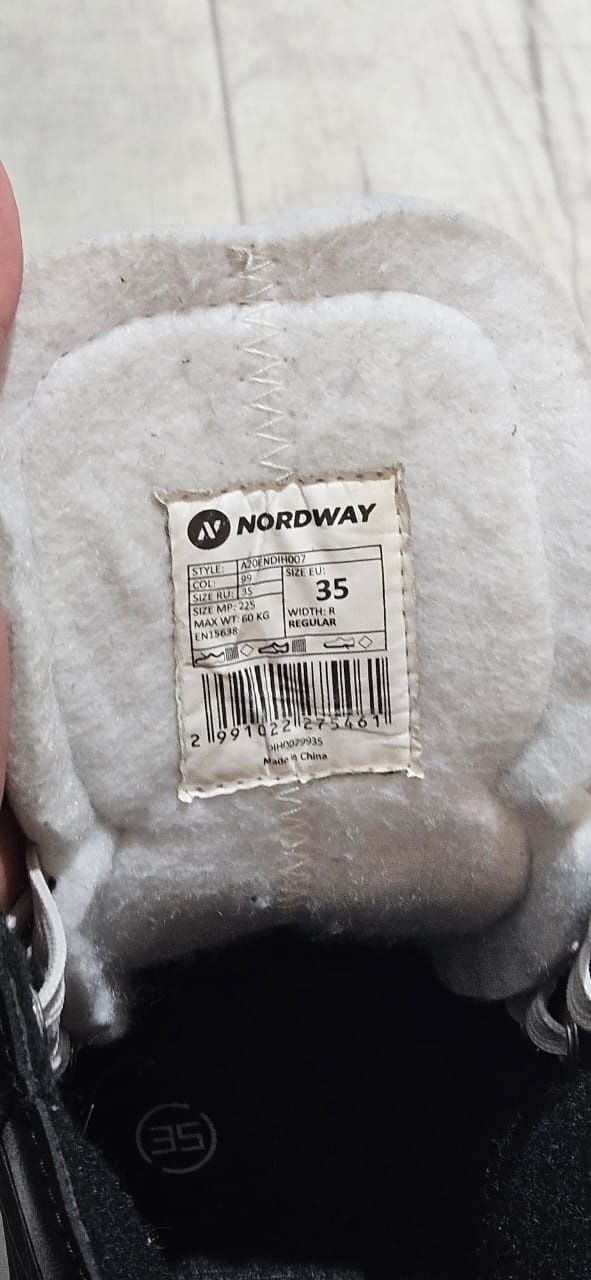 NORDWAY
STYLE: A20ENDIH007
COL: 99
SIZE RU: 35
SIZE MP: 225
MAX WT: 60 KG
EN15638
SIZE EU:
35
WIDTH: R
REGULAR
2 991022 275461
DIH0079935
Made in China
35